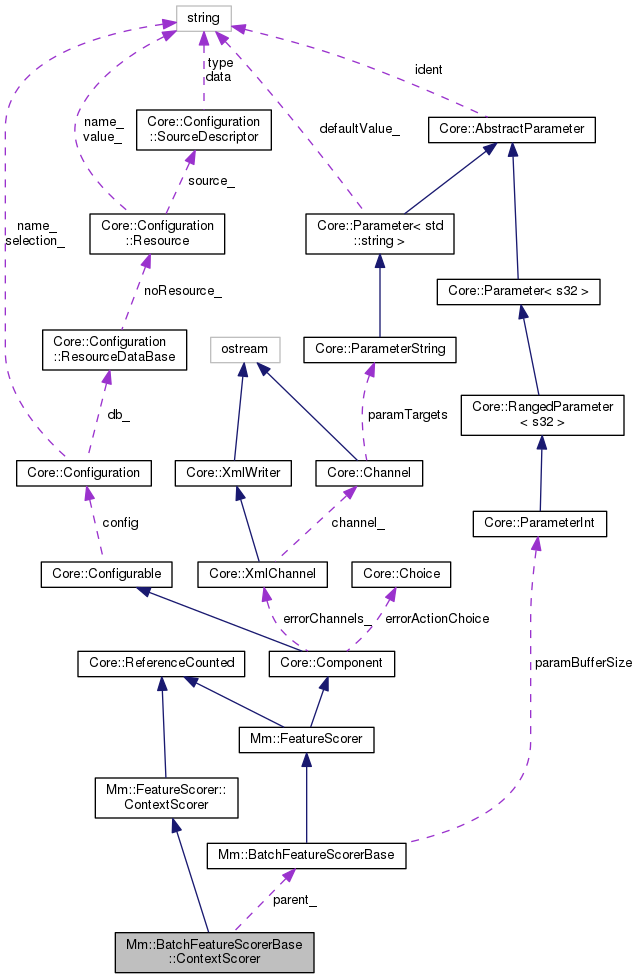 string
type
data
ident
Core::Configuration
::SourceDescriptor
name_
value_
defaultValue_
Core::AbstractParameter
source_
name_
selection_
Core::Configuration
::Resource
Core::Parameter< std
::string >
noResource_
Core::Parameter< s32 >
Core::Configuration
::ResourceDataBase
ostream
Core::ParameterString
db_
paramTargets
Core::RangedParameter
< s32 >
Core::Configuration
Core::XmlWriter
Core::Channel
config
channel_
Core::ParameterInt
Core::Configurable
Core::XmlChannel
Core::Choice
errorChannels_
errorActionChoice
Core::ReferenceCounted
Core::Component
paramBufferSize
Mm::FeatureScorer
Mm::FeatureScorer::
ContextScorer
Mm::BatchFeatureScorerBase
parent_
Mm::BatchFeatureScorerBase
::ContextScorer